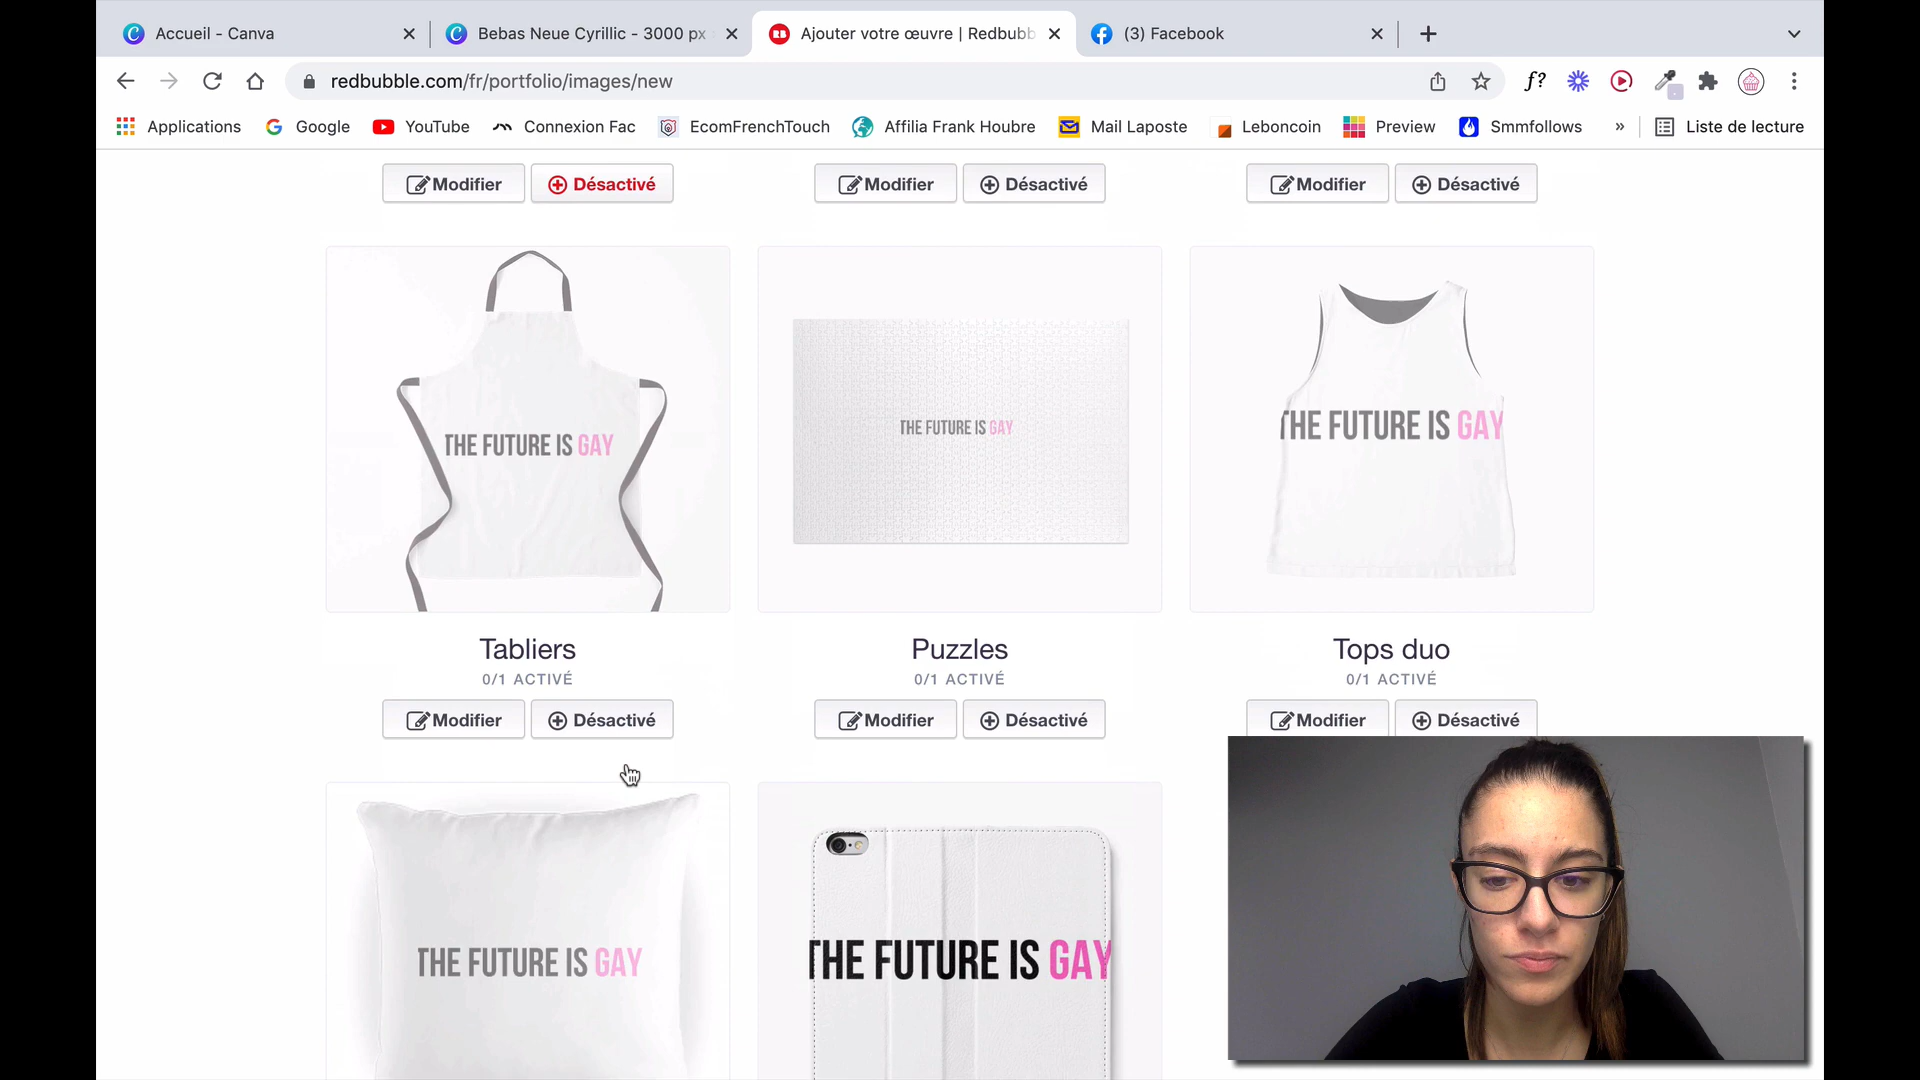 Accueil - Canva
Bebas Neue Cyrillic - 3000 px
Ajouter votre œuvre | Redbubb
(3) Facebook
redbubble.com/fr/portfolio/images/new
f?
Applications Google YouTube Connexion Fac EcomFrenchTouch Affilia Frank Houbre Mail Laposte Leboncoin Preview Smmfollows » Liste de lecture
Modifier Désactivé Modifier Désactivé Modifier Désactivé
THE FUTURE IS GAY
THE FUTURE IS GAY
THE FUTURE IS GAY
Tabliers Puzzles Tops duo
0/1 ACTIVÉ 0/1 ACTIVÉ 0/1 ACTIVÉ
Modifier Désactivé Modifier Désactivé Modifier Désactivé
THE FUTURE IS GAY
THE FUTURE IS GAY